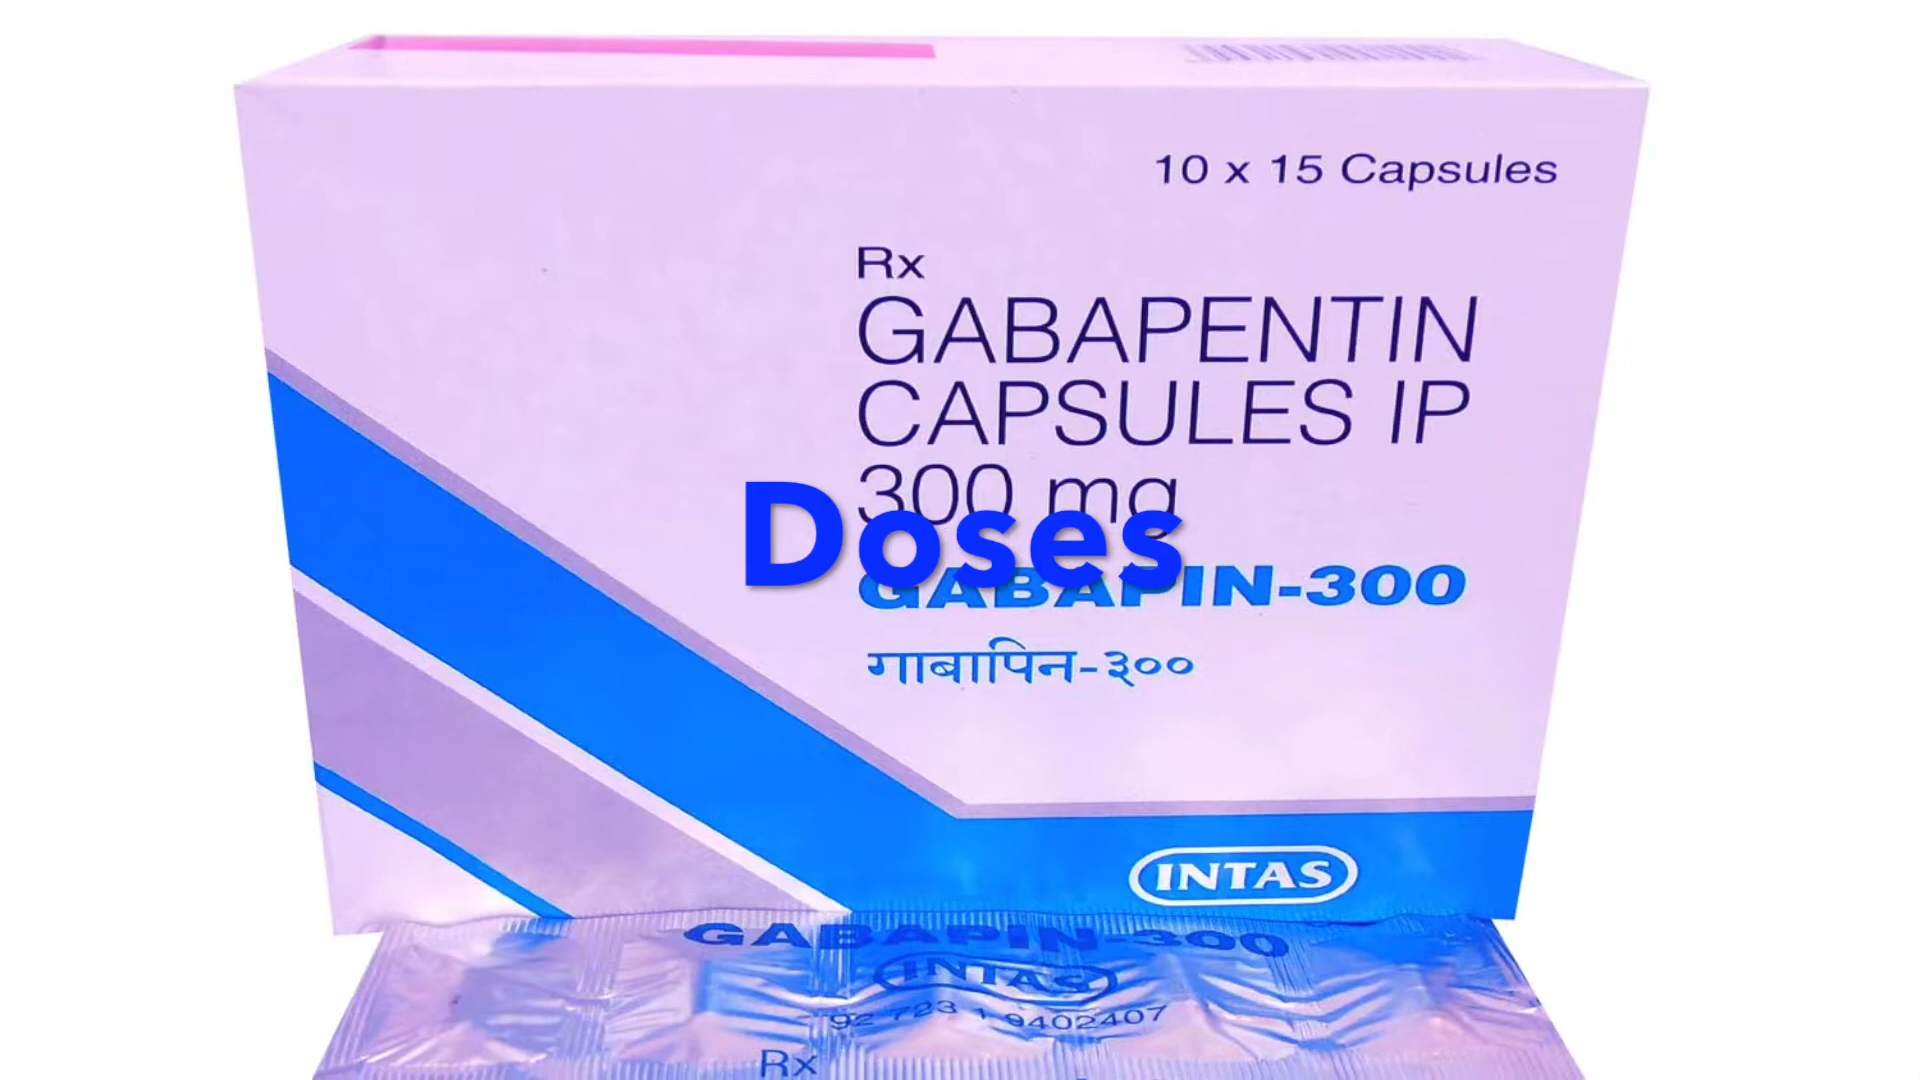 10 x 15 Capsules
Rx
GABAPENTIN
CAPSULES IP
300 mg
Doses
GABAPIN-300
गाबापिन-३००
INTAS
GABAPIN-300
INTAS
Rx